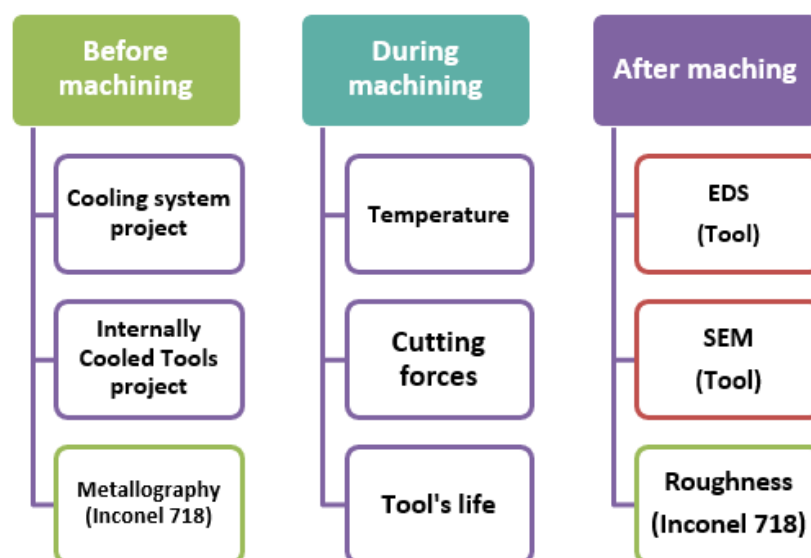 Before
machining
Cooling system
project
Internally
Cooled Tools
project
Metallography
(Inconel 718)
During
machining
Temperature
Cutting
forces
Tool's life
After maching
EDS
(Tool)
SEM
(Tool)
Roughness
(Inconel 718)